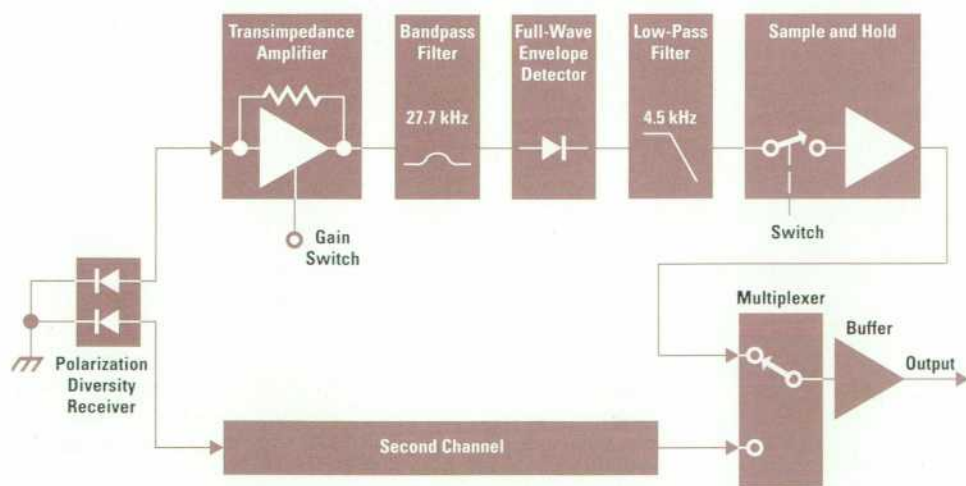 Transimpedance
Amplifier
Bandpass
Filter
Full-Wave
Envelope
Detector
Low-Pass
Filter
Sample and Hold
27.7 kHz
4.5 kHz
Gain
Switch
Switch
Polarization
Diversity
Receiver
Multiplexer
Buffer
Output
Second Channel